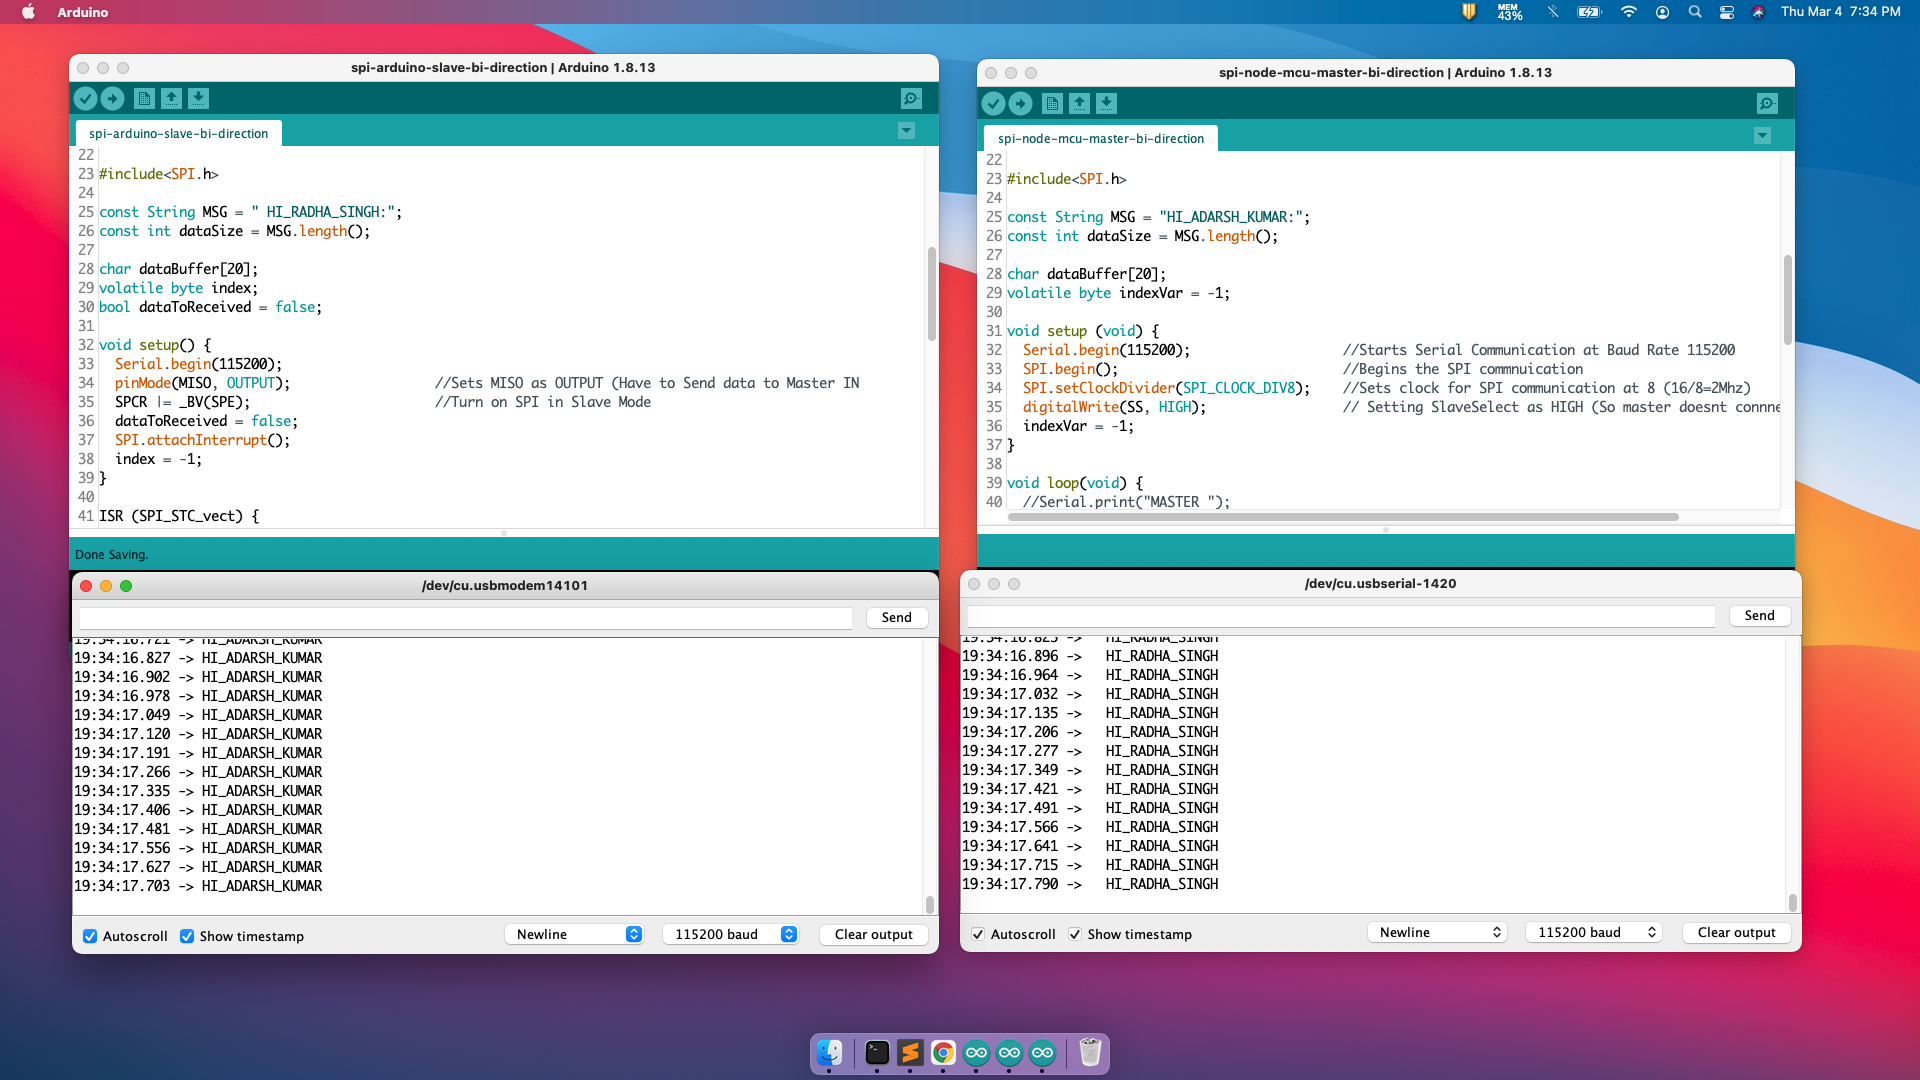 Arduino
MEM
43%
Thu Mar 4 7:34 PM
spi-arduino-slave-bi-direction | Arduino 1.8.13
spi-arduino-slave-bi-direction
22
23 #include<SPI.h>
24
25 const String MSG = " HI_RADHA_SINGH:";
26 const int dataSize = MSG.length();
27
28 char dataBuffer[20];
29 volatile byte index;
30 bool dataToReceived = false;
31
32 void setup() {
33 Serial.begin(115200);
34 pinMode(MISO, OUTPUT); //Sets MISO as OUTPUT (Have to Send data to Master IN
35 SPCR |= _BV(SPE); //Turn on SPI in Slave Mode
36 dataToReceived = false;
37 SPI.attachInterrupt();
38 index = -1;
39 }
40
41 ISR (SPI_STC_vect) {
Done Saving.
spi-node-mcu-master-bi-direction | Arduino 1.8.13
spi-node-mcu-master-bi-direction
22
23 #include<SPI.h>
24
25 const String MSG = "HI_ADARSH_KUMAR:";
26 const int dataSize = MSG.length();
27
28 char dataBuffer[20];
29 volatile byte indexVar = -1;
30
31 void setup (void) {
32 Serial.begin(115200); //Starts Serial Communication at Baud Rate 115200
33 SPI.begin(); //Begins the SPI commnuication
34 SPI.setClockDivider(SPI_CLOCK_DIV8); //Sets clock for SPI communication at 8 (16/8=2Mhz)
35 digitalWrite(SS, HIGH); // Setting SlaveSelect as HIGH (So master doesnt connne
36 indexVar = -1;
37 }
38
39 void loop(void) {
40 //Serial.print("MASTER ");
/dev/cu.usbmodem14101
Send
19:34:16.721 -> HI_ADARSH_KUMAR
19:34:16.827 -> HI_ADARSH_KUMAR
19:34:16.902 -> HI_ADARSH_KUMAR
19:34:16.978 -> HI_ADARSH_KUMAR
19:34:17.049 -> HI_ADARSH_KUMAR
19:34:17.120 -> HI_ADARSH_KUMAR
19:34:17.191 -> HI_ADARSH_KUMAR
19:34:17.266 -> HI_ADARSH_KUMAR
19:34:17.335 -> HI_ADARSH_KUMAR
19:34:17.406 -> HI_ADARSH_KUMAR
19:34:17.481 -> HI_ADARSH_KUMAR
19:34:17.556 -> HI_ADARSH_KUMAR
19:34:17.627 -> HI_ADARSH_KUMAR
19:34:17.703 -> HI_ADARSH_KUMAR
Autoscroll Show timestamp Newline 115200 baud Clear output
/dev/cu.usbserial-1420
Send
19:34:16.825 -> HI_RADHA_SINGH
19:34:16.896 -> HI_RADHA_SINGH
19:34:16.964 -> HI_RADHA_SINGH
19:34:17.032 -> HI_RADHA_SINGH
19:34:17.135 -> HI_RADHA_SINGH
19:34:17.206 -> HI_RADHA_SINGH
19:34:17.277 -> HI_RADHA_SINGH
19:34:17.349 -> HI_RADHA_SINGH
19:34:17.421 -> HI_RADHA_SINGH
19:34:17.491 -> HI_RADHA_SINGH
19:34:17.566 -> HI_RADHA_SINGH
19:34:17.641 -> HI_RADHA_SINGH
19:34:17.715 -> HI_RADHA_SINGH
19:34:17.790 -> HI_RADHA_SINGH
Autoscroll Show timestamp Newline 115200 baud Clear output